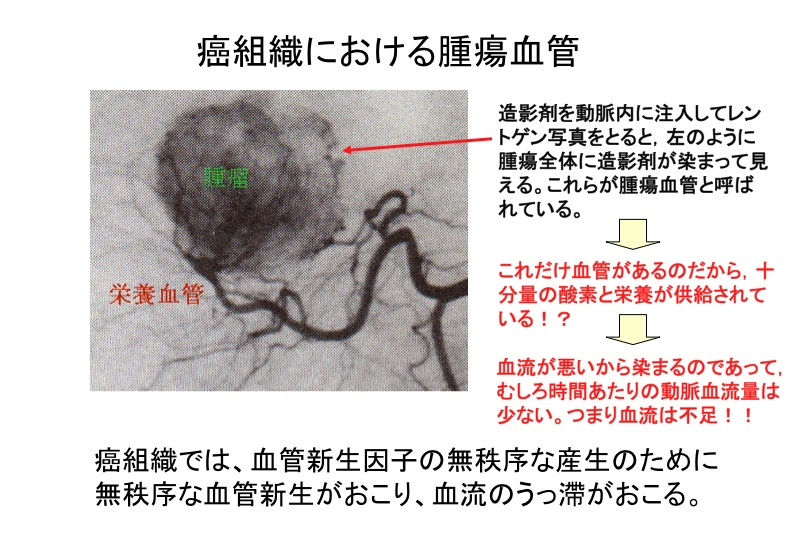 癌組織における腫瘍血管
造影剤を動脈内に注入してレン
トゲン写真をとると，左のように
腫瘍全体に造影剤が染まって見
える。これらが腫瘍血管と呼ば
れている。
腫瘤
栄養血管
これだけ血管があるのだから，十
分量の酸素と栄養が供給されて
いる！？
血流が悪いから染まるのであって，
むしろ時間あたりの動脈血流量は
少ない。つまり血流は不足！！
癌組織では、血管新生因子の無秩序な産生のために
無秩序な血管新生がおこり、血流のうっ滞がおこる。